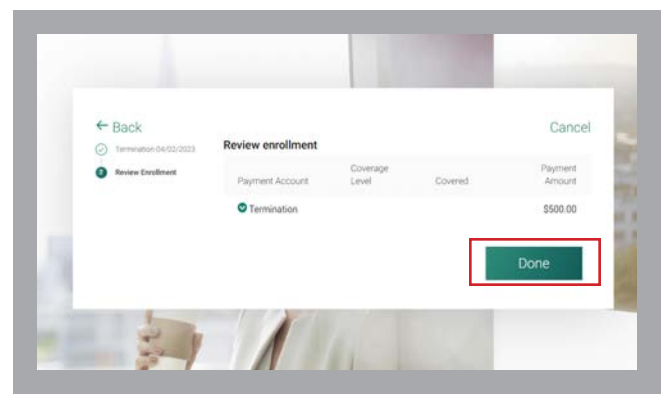 ← Back
Cancel
Termination 04/02/2023
2 Review Enrollment
Review enrollment
Payment Account
Coverage
Level
Covered
Payment
Amount
Termination
$500.00
Done